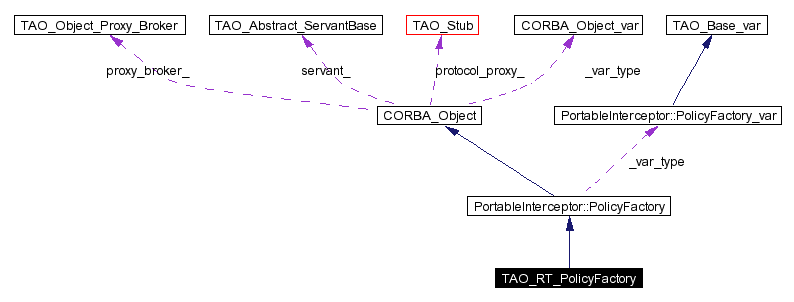 TAO_Object_Proxy_Broker
TAO_Abstract_ServantBase
TAO_Stub
CORBA_Object_var
TAO_Base_var
proxy_broker_
servant_
protocol_proxy_
_var_type
CORBA_Object
PortableInterceptor::PolicyFactory_var
_var_type
PortableInterceptor::PolicyFactory
TAO_RT_PolicyFactory